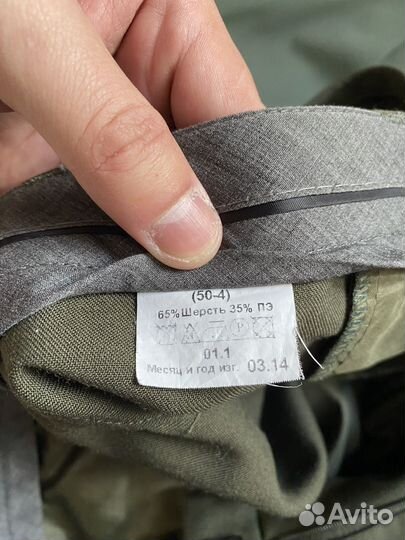 (50-4)
65%Шерсть 35% ПЭ
P
01.1
Месяц и год изг. 03.14
Avito